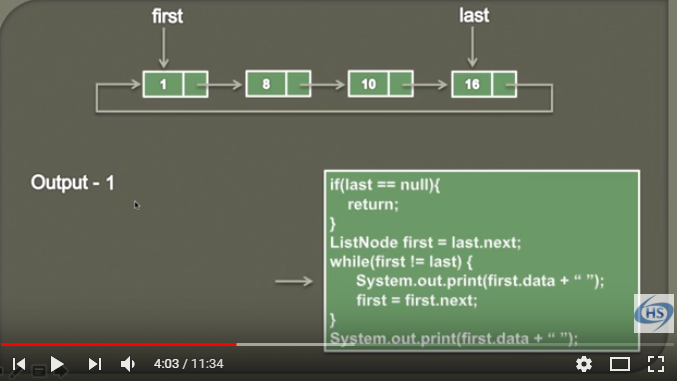 first
last
1
8
10
16
Output - 1
if(last == null){
return;
}
ListNode first = last.next;
while(first != last) {
System.out.print(first.data + “ ”);
first = first.next;
}
System.out.print(first.data + “ ”);
HS
4:03 / 11:34